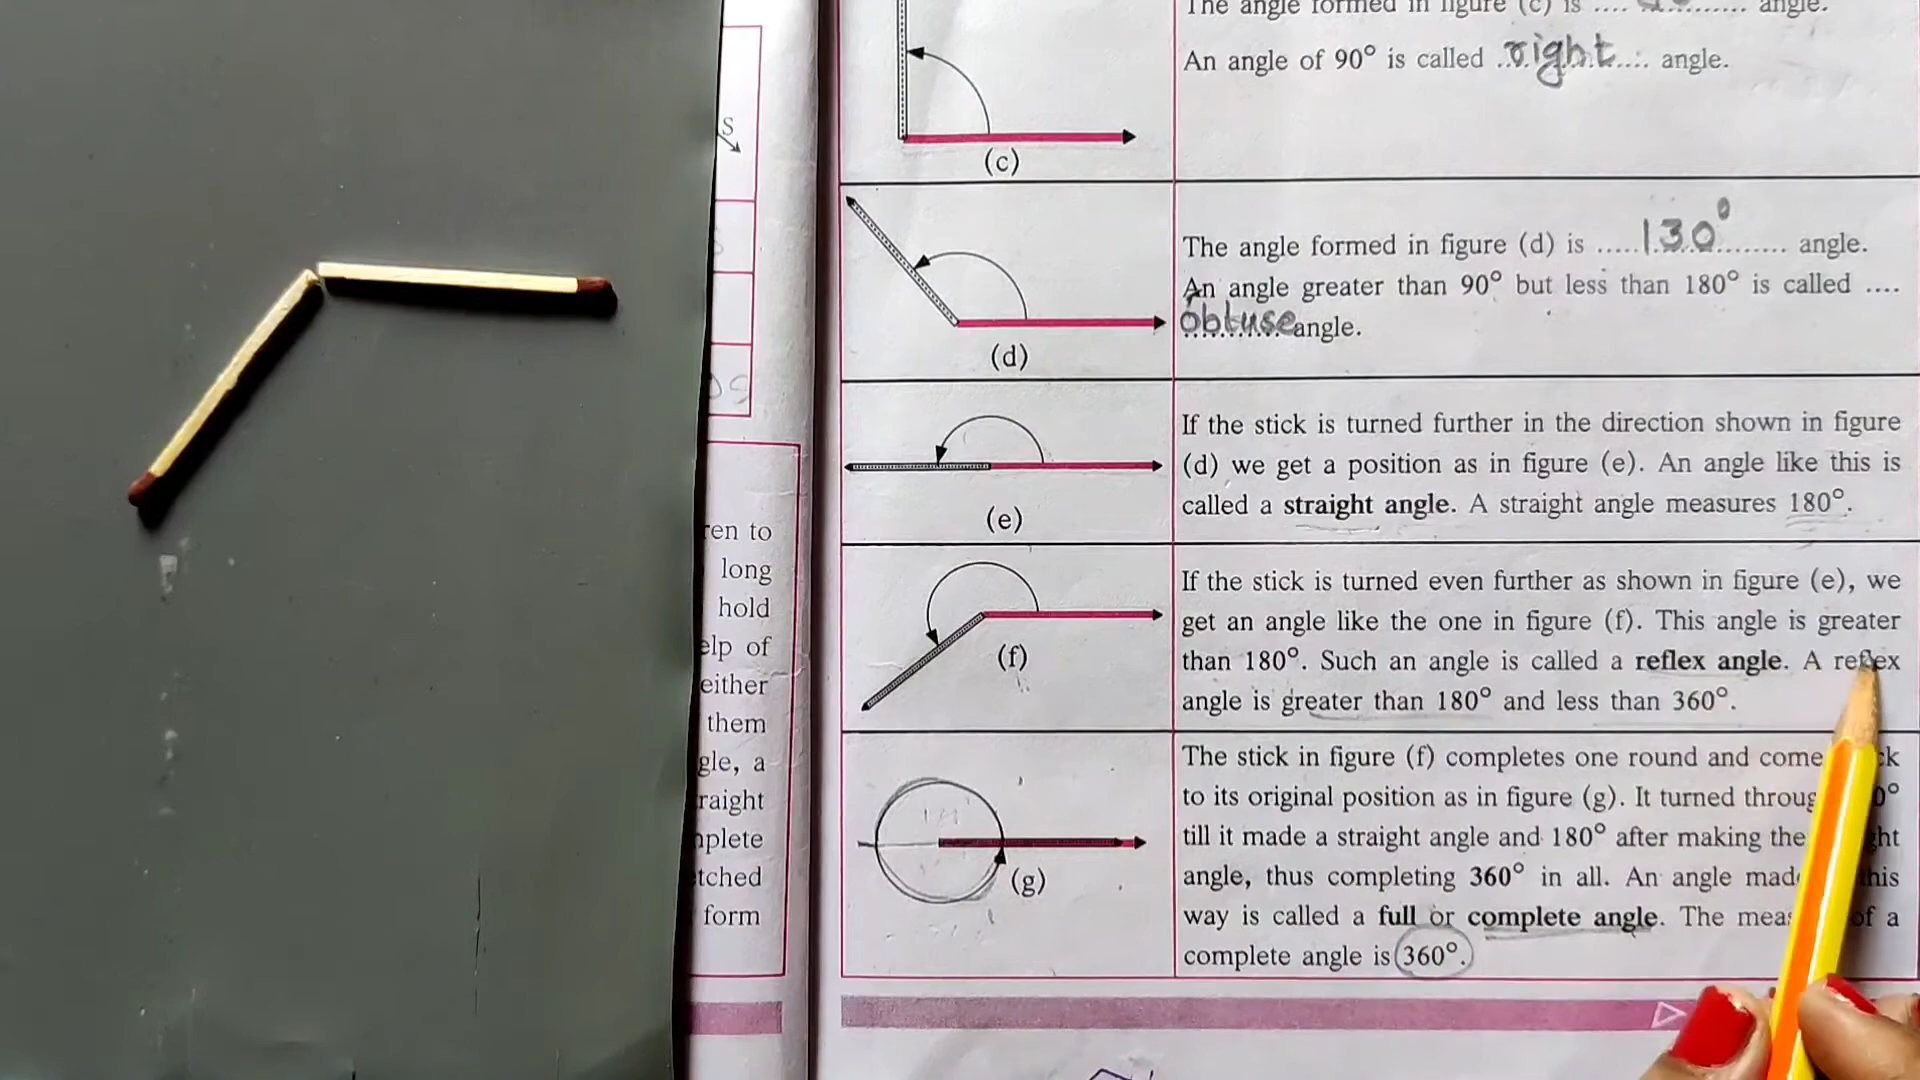 The angle formed in figure (c) is .... angle.
An angle of 90° is called right angle.
(c)
S
The angle formed in figure (d) is ..... 130° ........ angle.
An angle greater than 90° but less than 180° is called ....
obtuse angle.
(d)
If the stick is turned further in the direction shown in figure
(d) we get a position as in figure (e). An angle like this is
called a straight angle. A straight angle measures 180°.
(e)
If the stick is turned even further as shown in figure (e), we
get an angle like the one in figure (f). This angle is greater
than 180°. Such an angle is called a reflex angle. A reflex
angle is greater than 180° and less than 360°.
(f)
The stick in figure (f) completes one round and come
to its original position as in figure (g). It turned
till it made a straight angle and 180° after making the
angle, thus completing 360° in all. An angle this
way is called a full or complete angle. The of a
complete angle is 360°.
(g)
en to
long
hold
elp of
either
them
gle, a
raight
plete
tched
form